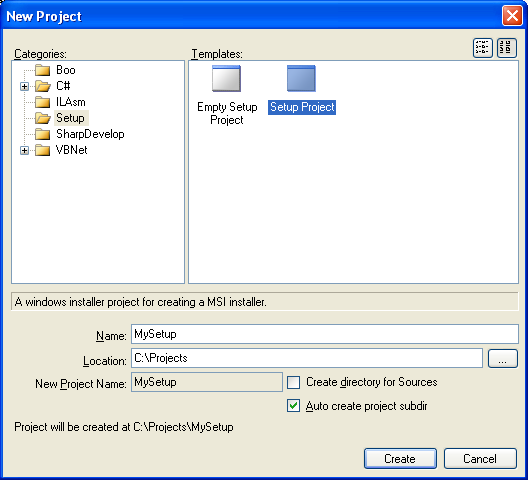 New Project
Categories:
Templates:
Boo
C#
ILAsm
Setup
SharpDevelop
VBNet
Empty Setup
Project
Setup Project
A windows installer project for creating a MSI installer.
Name: MySetup
Location: C:\Projects
...
New Project Name: MySetup
Create directory for Sources
Auto create project subdir
Project will be created at C:\Projects\MySetup
Create
Cancel